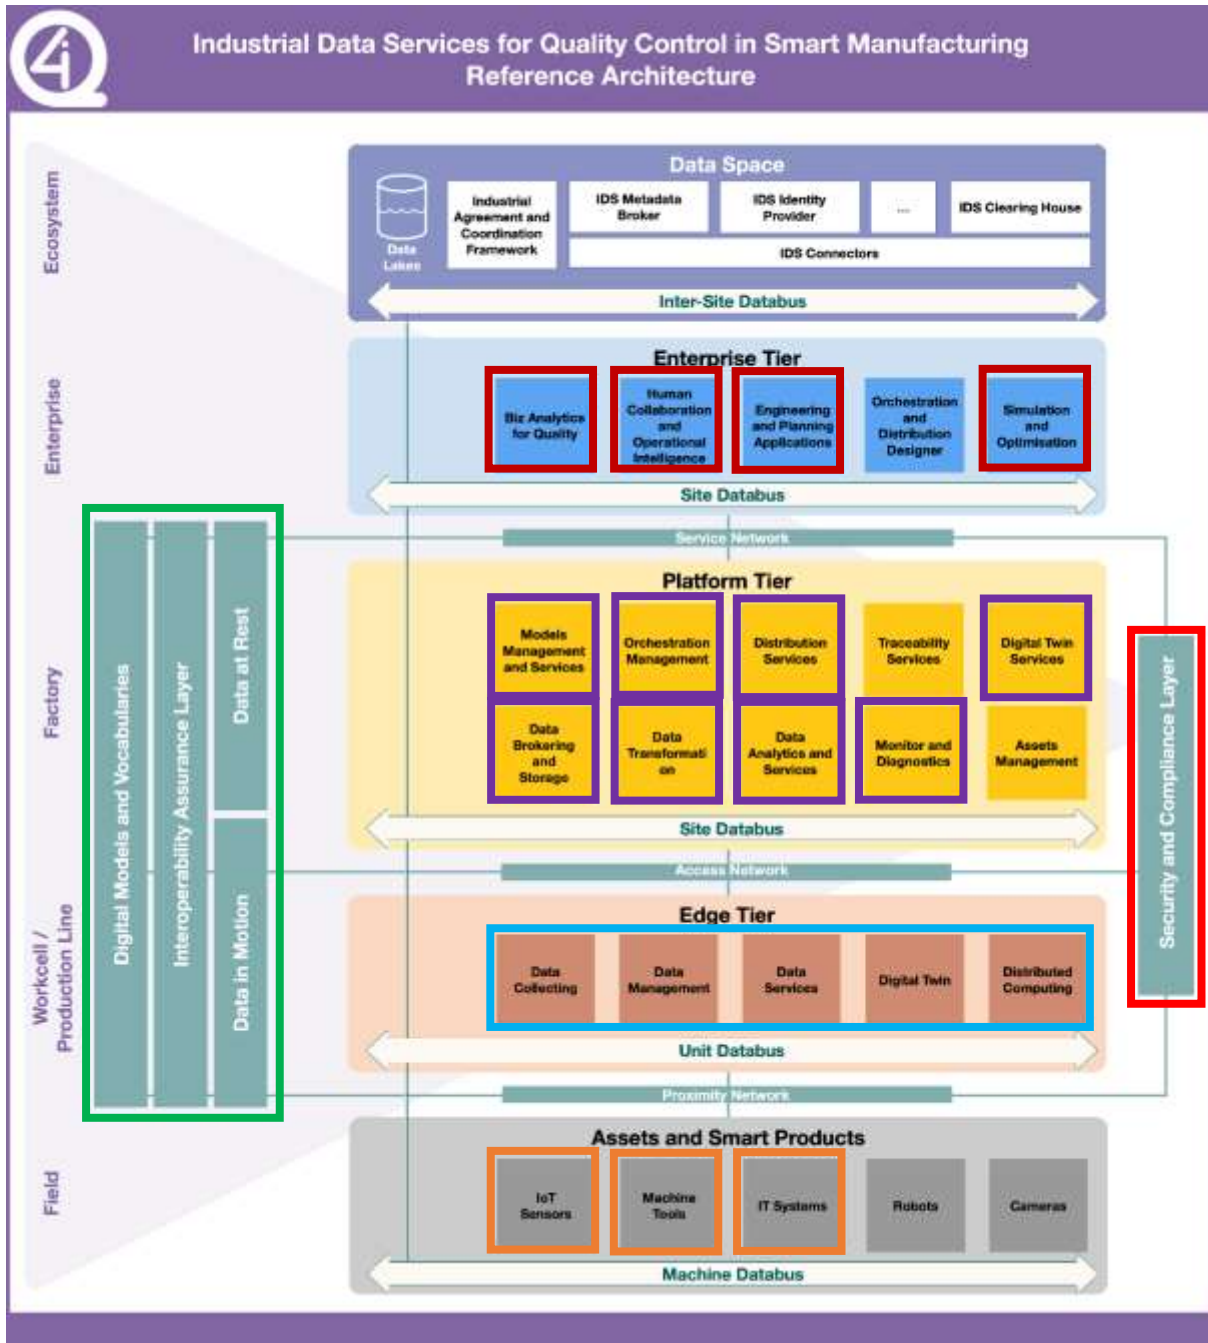 4i
Industrial Data Services for Quality Control in Smart Manufacturing
Reference Architecture
Ecosystem
Data Space
Data
Lakes
Industrial
Agreement and
Coordination
Framework
IDS Metadata
Broker
IDS Identity
Provider
...
IDS Clearing House
IDS Connectors
Inter-Site Databus
Enterprise
Enterprise Tier
Biz Analytics
for Quality
Human
Collaboration
and
Operational
Intelligence
Engineering
and Planning
Applications
Orchestration
and
Distribution
Designer
Simulation
and
Optimisation
Site Databus
Service Network
Digital Models and Vocabularies
Interoperability Assurance Layer
Data at Rest
Data in Motion
Factory
Platform Tier
Models
Management
and Services
Orchestration
Management
Distribution
Services
Traceability
Services
Digital Twin
Services
Data
Brokering
and
Storage
Data
Transformati
on
Data
Analytics and
Services
Monitor and
Diagnostics
Assets
Management
Site Databus
Security and Compliance Layer
Access Network
Workcell /
Production Line
Edge Tier
Data
Collecting
Data
Management
Data
Services
Digital Twin
Distributed
Computing
Unit Databus
Proximity Network
Field
Assets and Smart Products
IoT
Sensors
Machine
Tools
IT Systems
Robots
Cameras
Machine Databus